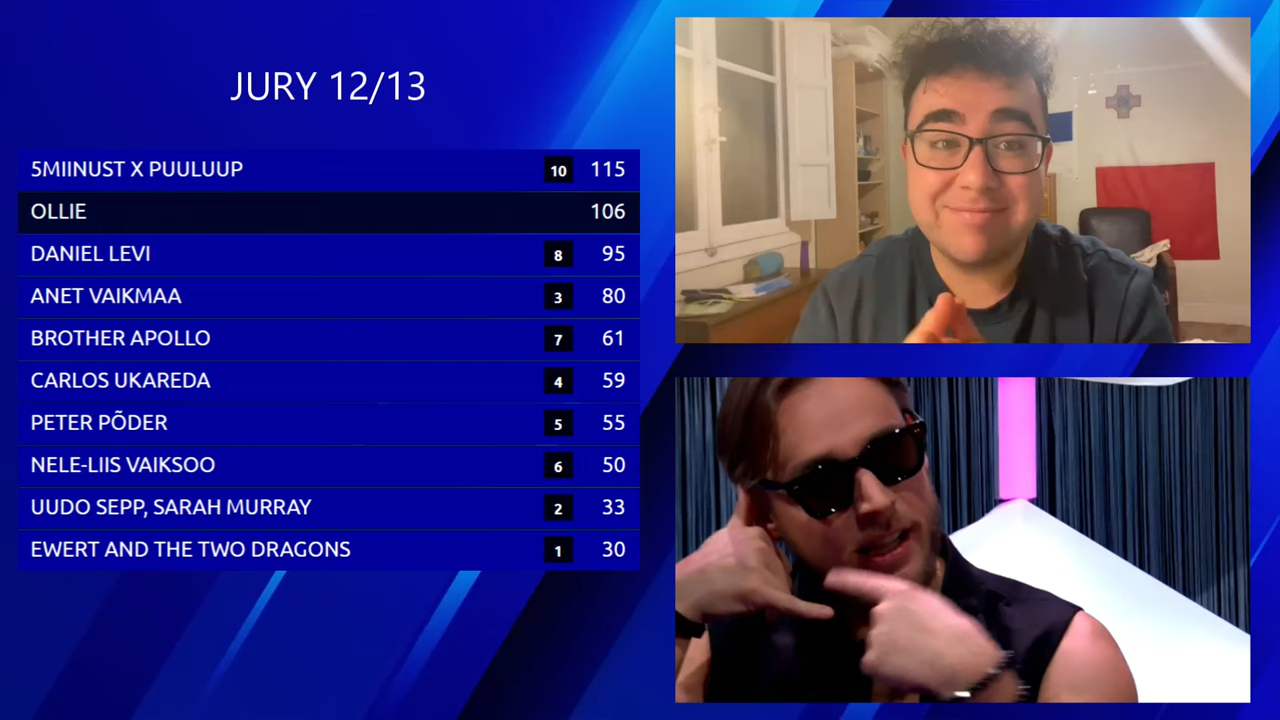 JURY 12/13
5MIINUST X PUULUUP 10 115
OLLIE 106
DANIEL LEVI 8 95
ANET VAIKMAA 3 80
BROTHER APOLLO 7 61
CARLOS UKAREDA 4 59
PETER PÕDER 5 55
NELE-LIIS VAIKSOO 6 50
UUDO SEPP, SARAH MURRAY 2 33
EWERT AND THE TWO DRAGONS 1 30